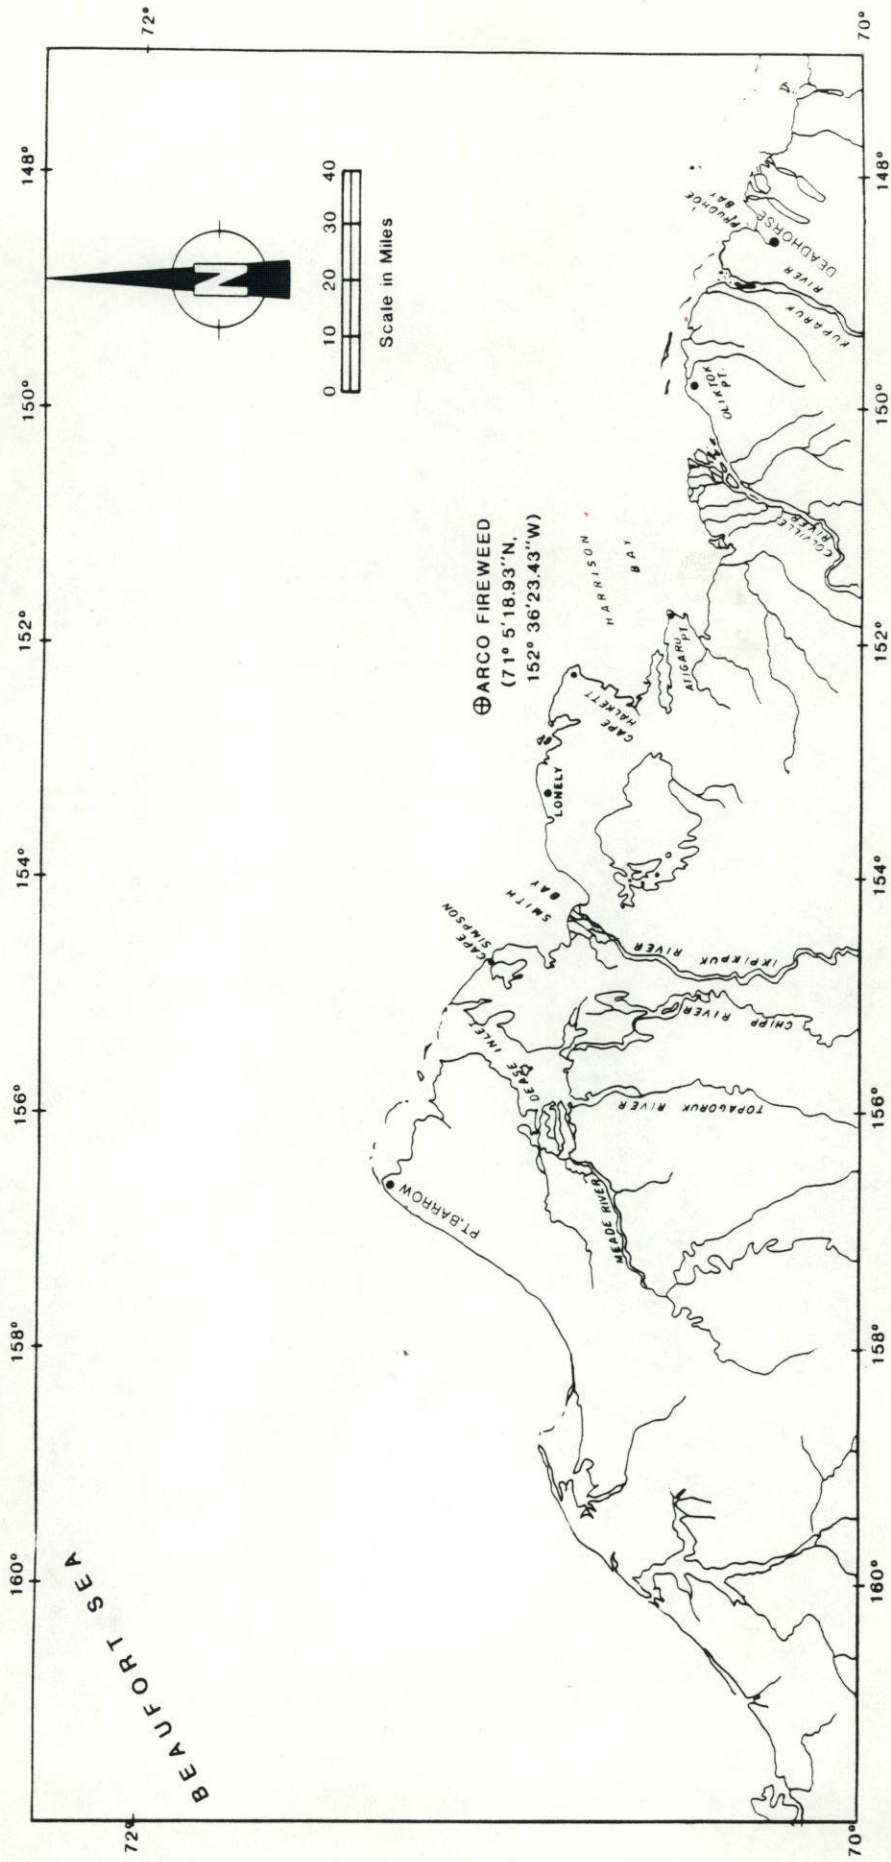 BEAUFORT SEA
160°
158°
156°
154°
152°
150°
148°
72°
72°
N
0 10 20 30 40
Scale in Miles
ARCO FIREWEED
(71° 5'18.93"N,
152° 36'23.43"W)
HARRISON
BAY
PT. BARROW
CAPE
SIMPSON
SMITH
BAY
DEASE INLET
LONELY
CAPE
HALKETT
ATIGARU
PT.
OLIKTOK
PT.
PRUDHOE
BAY
DEADHORSE
KUPARUK
RIVER
COLVILLE
RIVER
IKPIKPUK RIVER
CHIPP RIVER
TOPAGORUK RIVER
MEADE RIVER
70°
160°
158°
156°
154°
152°
150°
148°
70°